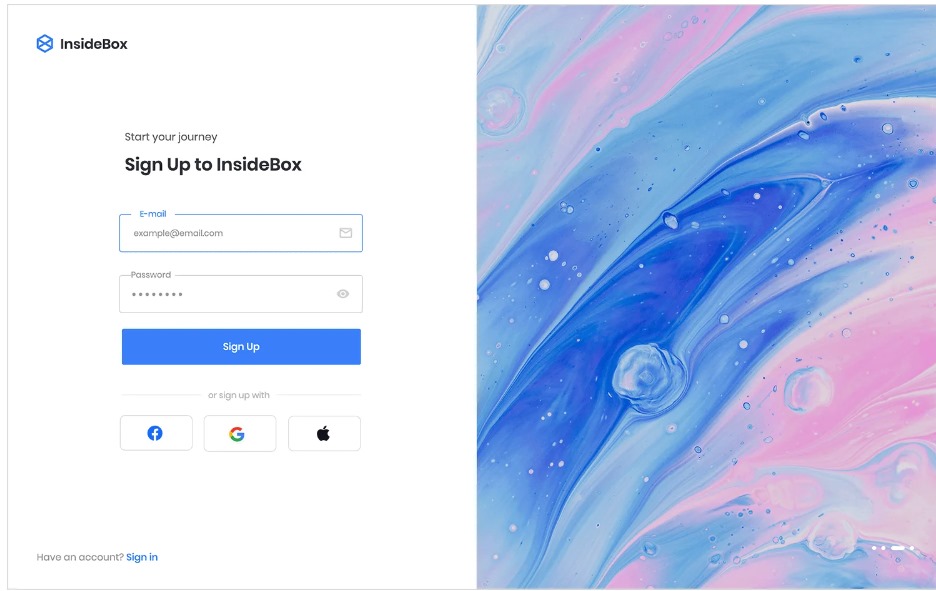 InsideBox
Start your journey
Sign Up to InsideBox
E-mail
example@email.com
Password
Sign Up
or sign up with
Have an account? Sign in